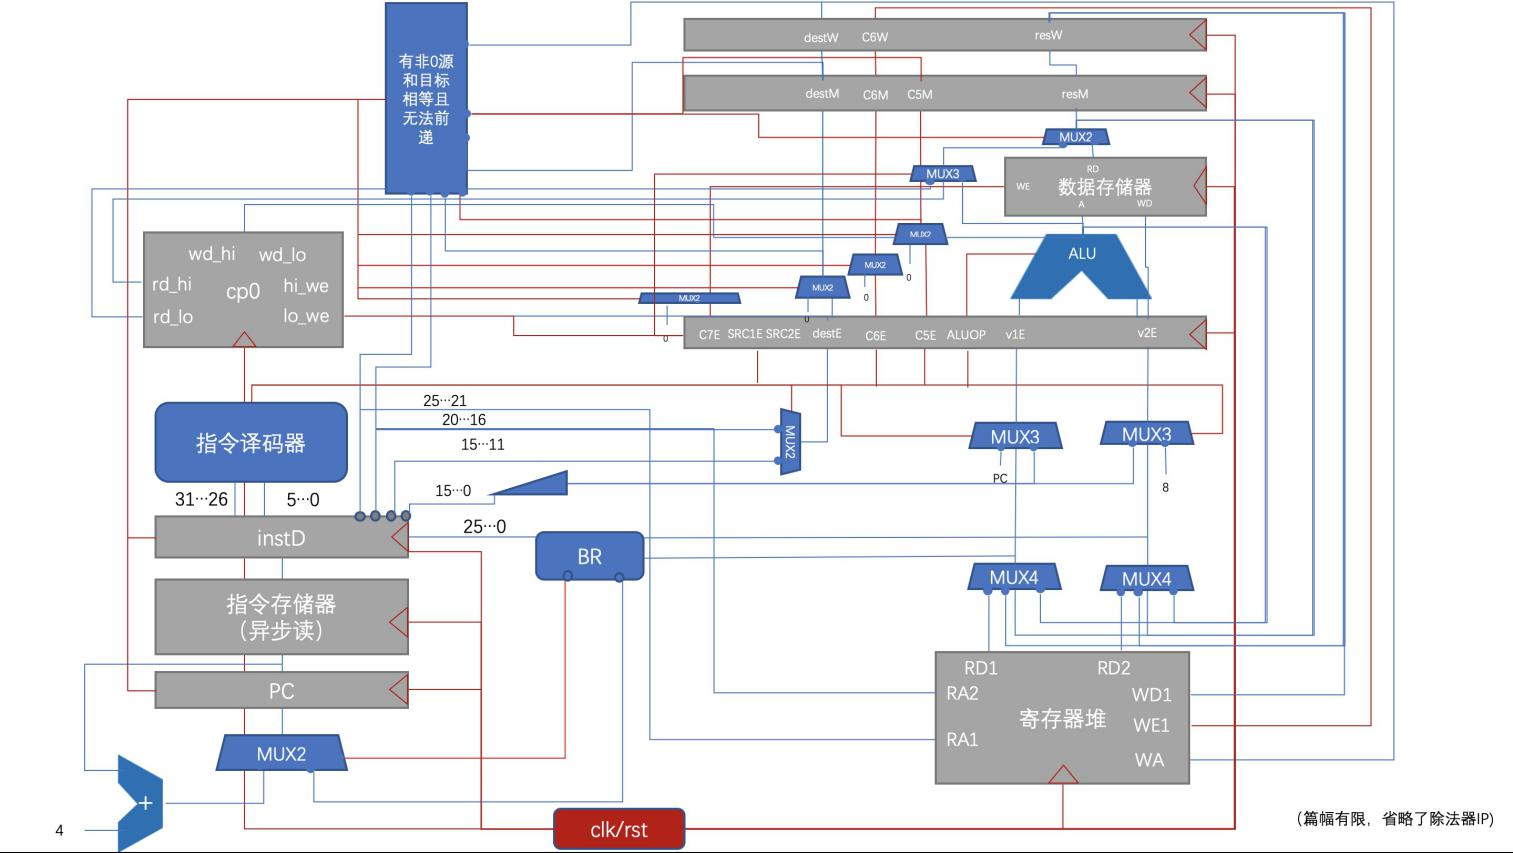 有非0源
和目标
相等且
无法前
递
destW C6W resW
destM C6M C5M resM
MUX2
MUX3
RD
WE 数据存储器
A WD
MUX2
ALU
MUX2
0
MUX2
0
MUX2
0
0
wd_hi wd_lo
rd_hi hi_we
cp0
rd_lo lo_we
C7E SRC1E SRC2E destE C6E C5E ALUOP v1E v2E
25···21
20···16
15···11
MUX2
MUX3
MUX3
PC
8
指令译码器
31···26 5···0
15···0
25···0
instD
BR
指令存储器
（异步读）
MUX4
MUX4
PC
MUX2
+
4
RD1 RD2
RA2 WD1
寄存器堆
WE1
RA1
WA
clk/rst
（篇幅有限，省略了除法器IP)